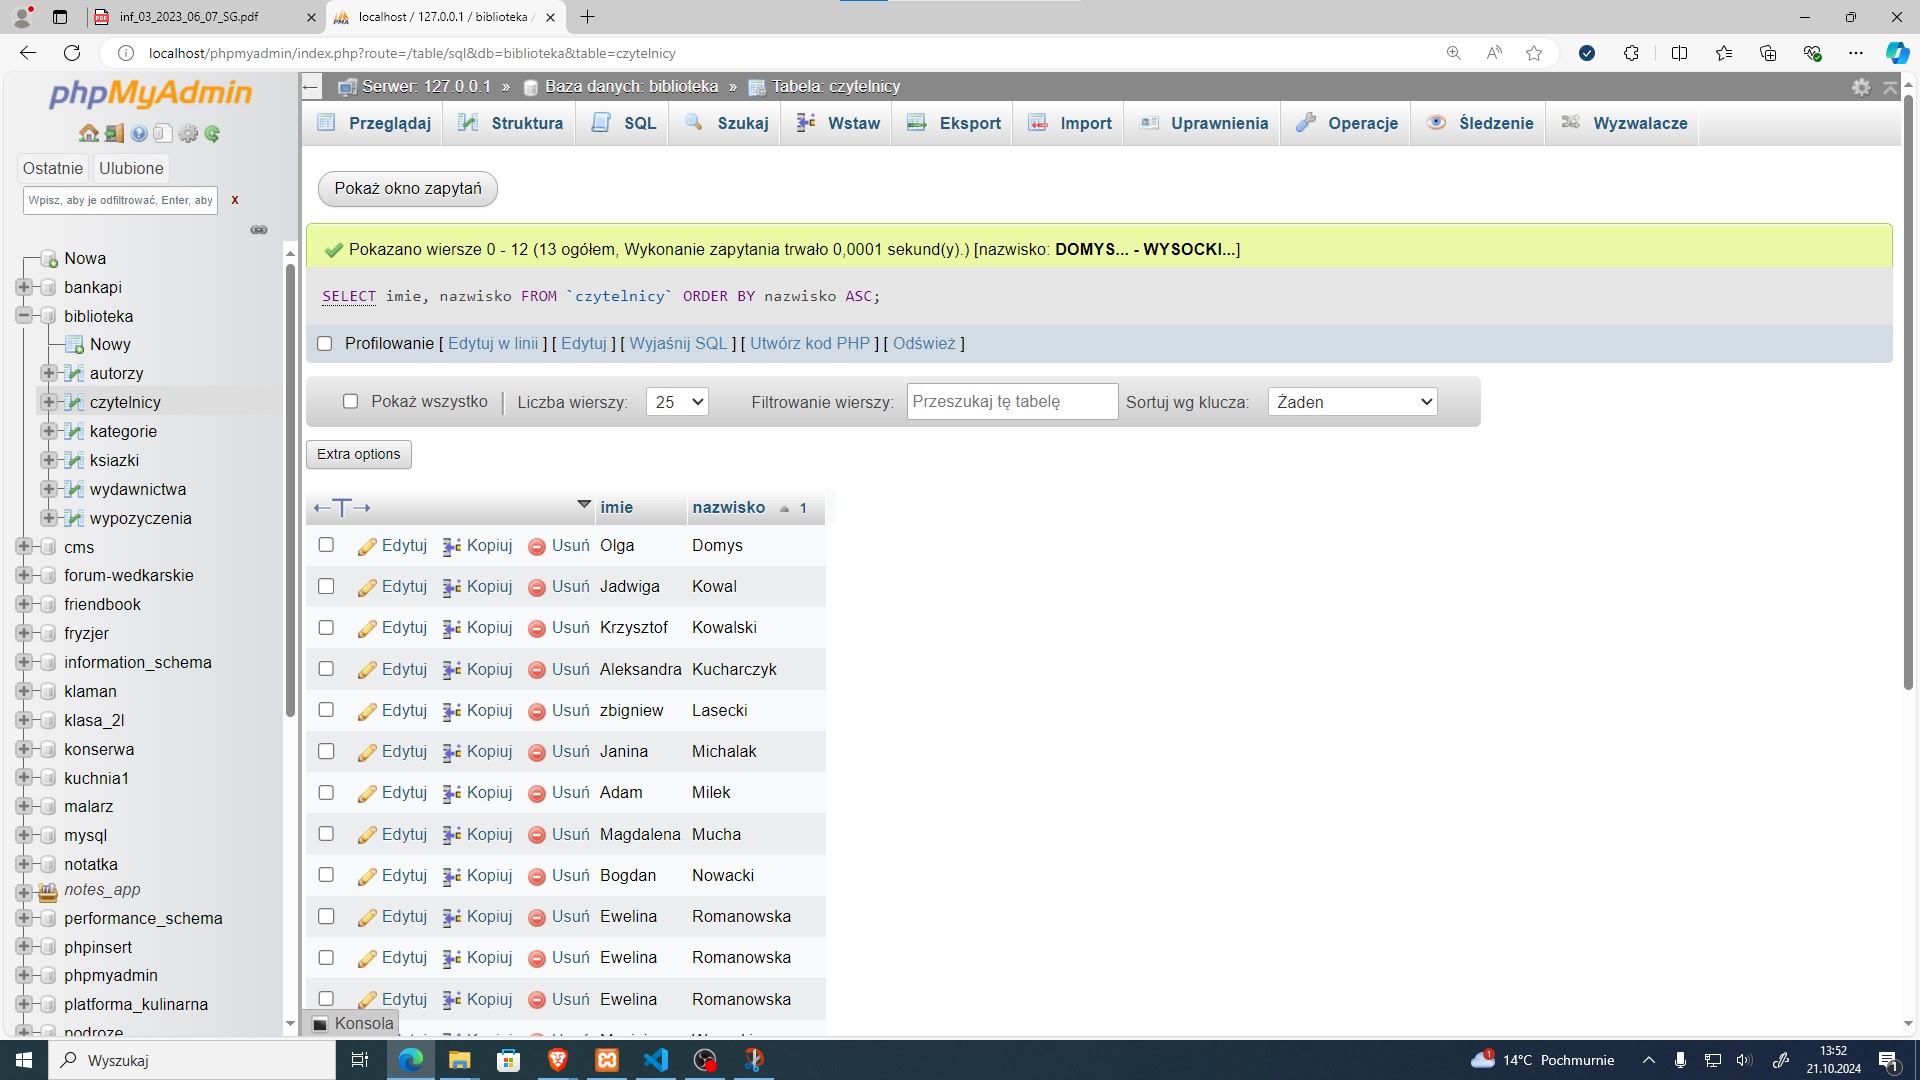 inf_03_2023_06_07_SG.pdf
localhost / 127.0.0.1 / biblioteka /
localhost/phpmyadmin/index.php?route=/table/sql&db=biblioteka&table=czytelnicy
phpMyAdmin
Ostatnie Ulubione
Wpisz, aby je odfiltrować, Enter, aby X
Nowa
bankapi
biblioteka
Nowy
autorzy
czytelnicy
kategorie
ksiazki
wydawnictwa
wypozyczenia
cms
forum-wedkarskie
friendbook
fryzjer
information_schema
klaman
klasa_2l
konserwa
kuchnia1
malarz
mysql
notatka
notes_app
performance_schema
phpinsert
phpmyadmin
platforma_kulinarna
podroze
Serwer: 127.0.0.1 » Baza danych: biblioteka » Tabela: czytelnicy
Przeglądaj Struktura SQL Szukaj Wstaw Eksport Import Uprawnienia Operacje Śledzenie Wyzwalacze
Pokaż okno zapytań
Pokazano wiersze 0 - 12 (13 ogółem, Wykonanie zapytania trwało 0,0001 sekund(y).) [nazwisko: DOMYS... - WYSOCKI...]
SELECT imie, nazwisko FROM `czytelnicy` ORDER BY nazwisko ASC;
Profilowanie [ Edytuj w linii ] [ Edytuj ] [ Wyjaśnij SQL ] [ Utwórz kod PHP ] [ Odśwież ]
Pokaż wszystko Liczba wierszy: 25 Filtrowanie wierszy: Przeszukaj tę tabelę Sortuj wg klucza: Żaden
Extra options
←T→ imie nazwisko 1
Edytuj Kopiuj Usuń Olga Domys
Edytuj Kopiuj Usuń Jadwiga Kowal
Edytuj Kopiuj Usuń Krzysztof Kowalski
Edytuj Kopiuj Usuń Aleksandra Kucharczyk
Edytuj Kopiuj Usuń zbigniew Lasecki
Edytuj Kopiuj Usuń Janina Michalak
Edytuj Kopiuj Usuń Adam Milek
Edytuj Kopiuj Usuń Magdalena Mucha
Edytuj Kopiuj Usuń Bogdan Nowacki
Edytuj Kopiuj Usuń Ewelina Romanowska
Edytuj Kopiuj Usuń Ewelina Romanowska
Edytuj Kopiuj Usuń Ewelina Romanowska
Konsola
Wyszukaj
1 14°C Pochmurnie
13:52
21.10.2024
1